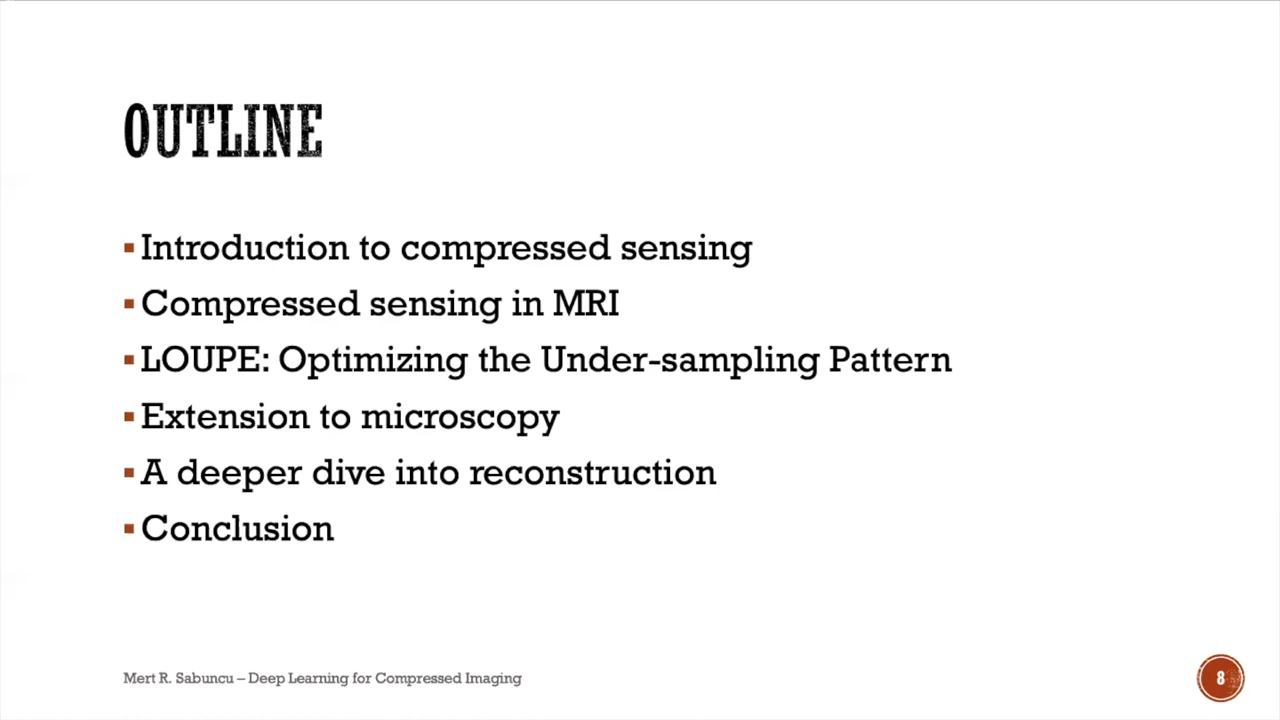 OUTLINE
Introduction to compressed sensing
Compressed sensing in MRI
LOUPE: Optimizing the Under-sampling Pattern
Extension to microscopy
A deeper dive into reconstruction
Conclusion
Mert R. Sabuncu – Deep Learning for Compressed Imaging
8